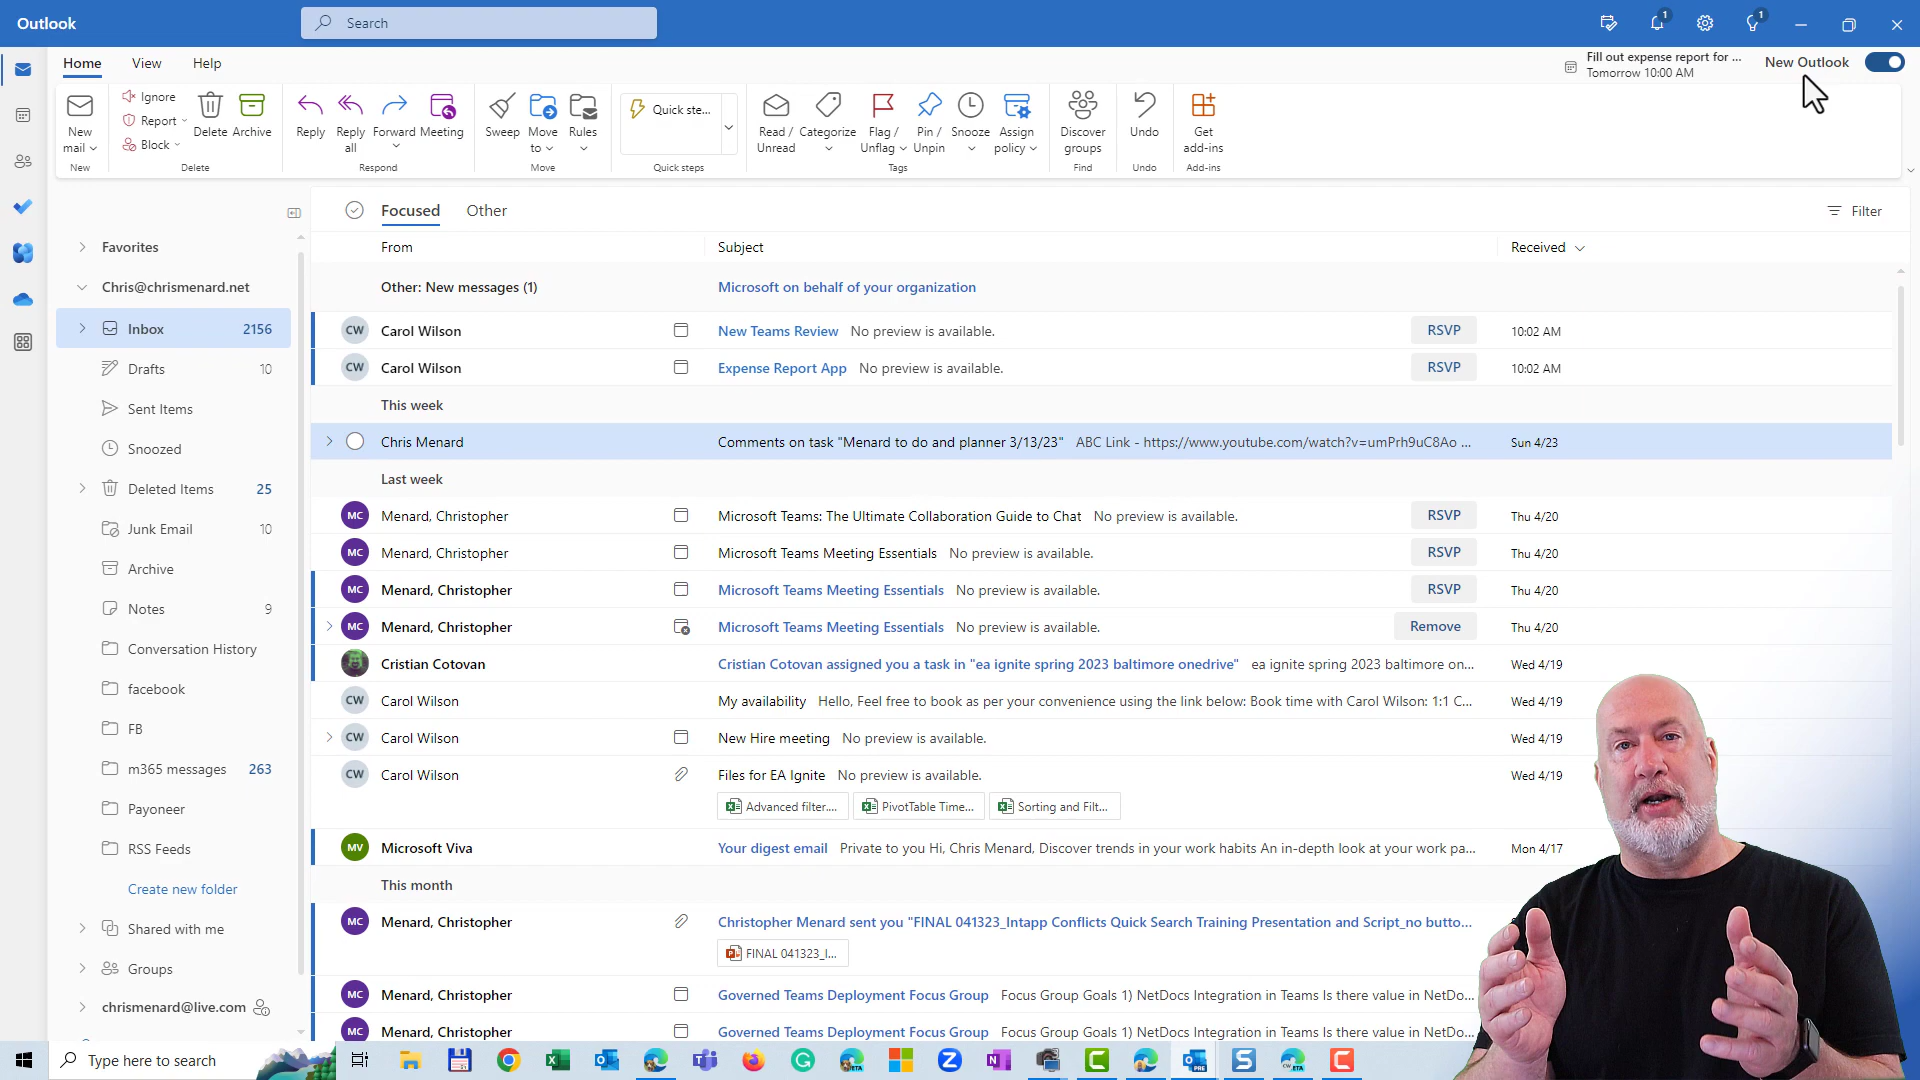 Outlook
Search
1
1
Home
View
Help
Fill out expense report for ...
Tomorrow 10:00 AM
New Outlook
New mail
New
Ignore
Report
Block
Delete
Archive
Delete
Reply
Reply all
Forward
Meeting
Respond
Sweep
Move to
Rules
Move
Quick ste...
Quick steps
Read / Unread
Categorize
Flag / Unflag
Pin / Unpin
Snooze
Assign policy
Tags
Discover groups
Find
Undo
Undo
Get add-ins
Add-ins
Favorites
Chris@chrismenard.net
Inbox 2156
Drafts 10
Sent Items
Snoozed
Deleted Items 25
Junk Email 10
Archive
Notes 9
Conversation History
facebook
FB
m365 messages 263
Payoneer
RSS Feeds
Create new folder
Shared with me
Groups
chrismenard@live.com
Focused Other
Filter
From Subject Received
Other: New messages (1) Microsoft on behalf of your organization
CW Carol Wilson New Teams Review No preview is available. RSVP 10:02 AM
CW Carol Wilson Expense Report App No preview is available. RSVP 10:02 AM
This week
Chris Menard Comments on task "Menard to do and planner 3/13/23" ABC Link - https://www.youtube.com/watch?v=umPrh9uC8Ao ... Sun 4/23
Last week
MC Menard, Christopher Microsoft Teams: The Ultimate Collaboration Guide to Chat No preview is available. RSVP Thu 4/20
MC Menard, Christopher Microsoft Teams Meeting Essentials No preview is available. RSVP Thu 4/20
MC Menard, Christopher Microsoft Teams Meeting Essentials No preview is available. RSVP Thu 4/20
MC Menard, Christopher Microsoft Teams Meeting Essentials No preview is available. Remove Thu 4/20
Cristian Cotovan Cristian Cotovan assigned you a task in "ea ignite spring 2023 baltimore onedrive" ea ignite spring 2023 baltimore on... Wed 4/19
CW Carol Wilson My availability Hello, Feel free to book as per your convenience using the link below: Book time with Carol Wilson: 1:1 C... Wed 4/19
CW Carol Wilson New Hire meeting No preview is available. Wed 4/19
CW Carol Wilson Files for EA Ignite No preview is available. Wed 4/19
Advanced filter.... PivotTable Time... Sorting and Filt...
MV Microsoft Viva Your digest email Private to you Hi, Chris Menard, Discover trends in your work habits An in-depth look at your work pa... Mon 4/17
This month
MC Menard, Christopher Christopher Menard sent you "FINAL 041323_Intapp Conflicts Quick Search Training Presentation and Script_no butto...
FINAL 041323_I...
MC Menard, Christopher Governed Teams Deployment Focus Group Focus Group Goals 1) NetDocs Integration in Teams Is there value in NetDo...
MC Menard, Christopher Governed Teams Deployment Focus Group Focus Group Goals 1) NetDocs Integration in Teams Is there value in NetDo...
Type here to search